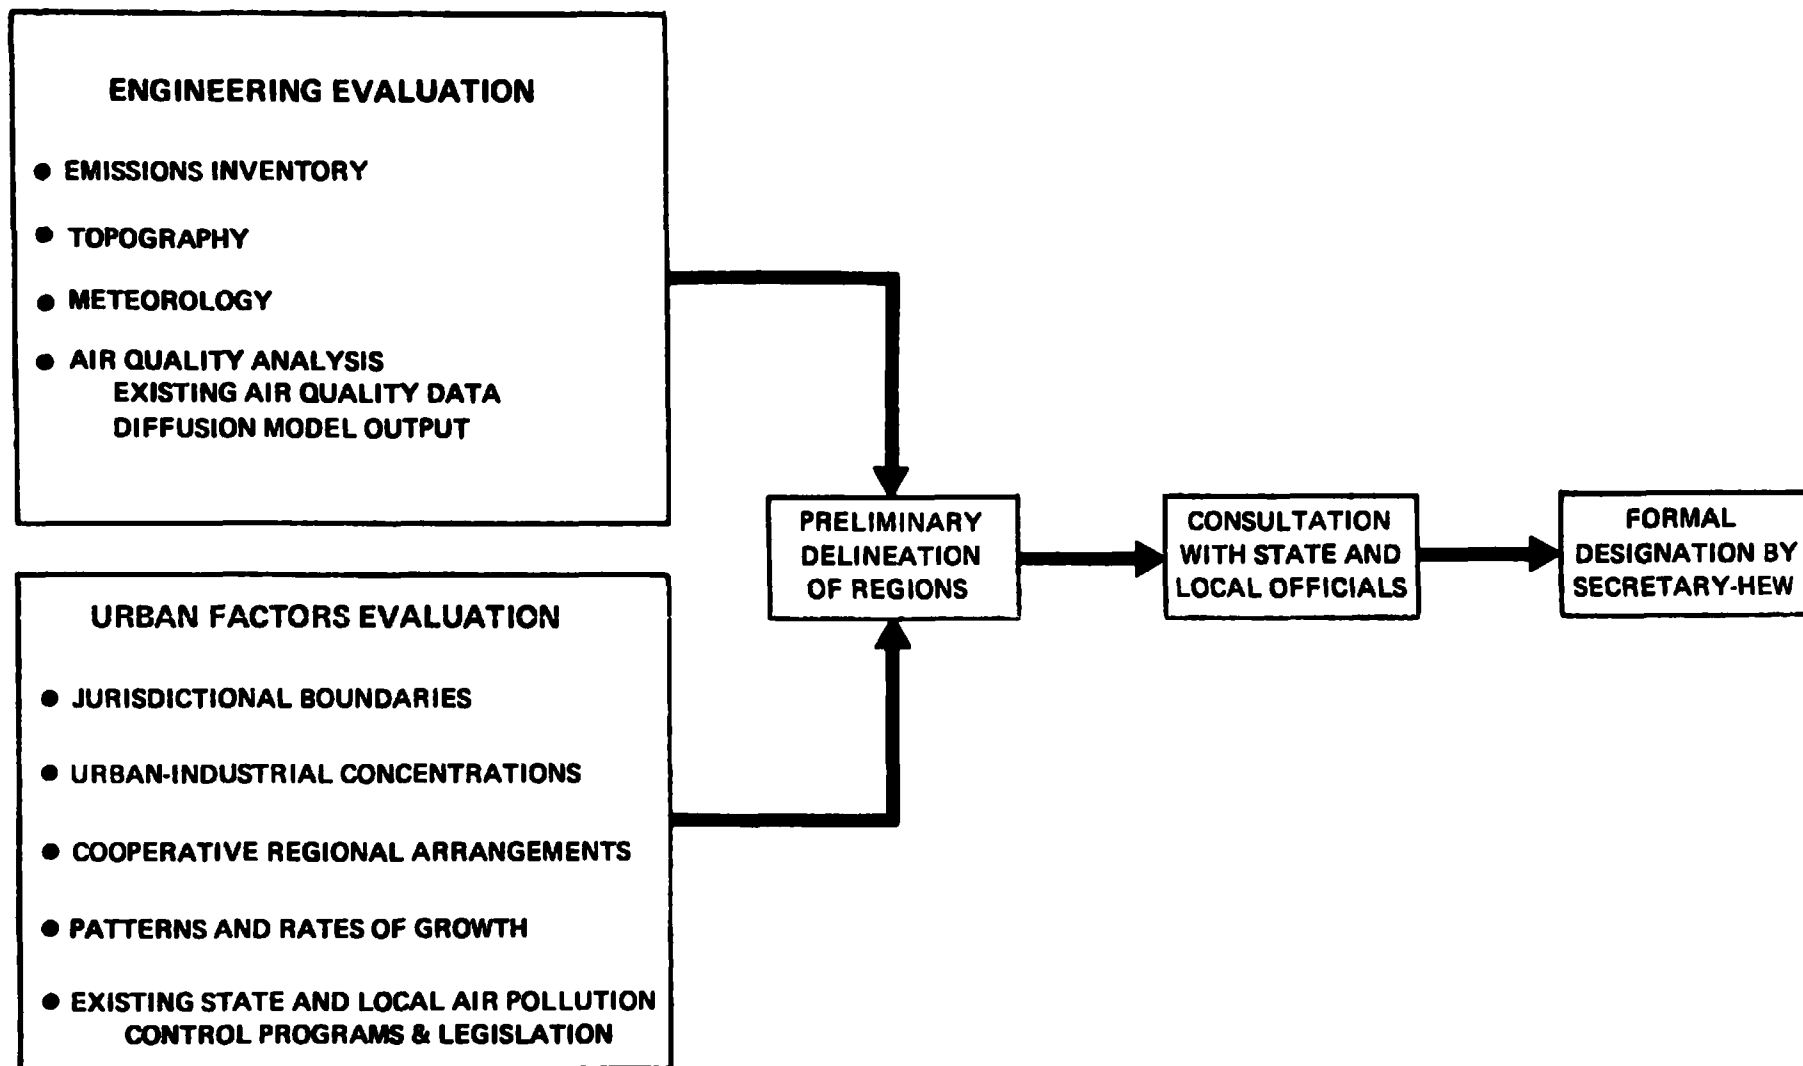 ENGINEERING EVALUATION
● EMISSIONS INVENTORY
● TOPOGRAPHY
● METEOROLOGY
● AIR QUALITY ANALYSIS
EXISTING AIR QUALITY DATA
DIFFUSION MODEL OUTPUT
URBAN FACTORS EVALUATION
● JURISDICTIONAL BOUNDARIES
● URBAN-INDUSTRIAL CONCENTRATIONS
● COOPERATIVE REGIONAL ARRANGEMENTS
● PATTERNS AND RATES OF GROWTH
● EXISTING STATE AND LOCAL AIR POLLUTION
CONTROL PROGRAMS & LEGISLATION
PRELIMINARY
DELINEATION
OF REGIONS
CONSULTATION
WITH STATE AND
LOCAL OFFICIALS
FORMAL
DESIGNATION BY
SECRETARY-HEW